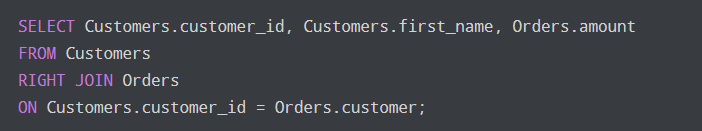 SELECT Customers.customer_id, Customers.first_name, Orders.amount
FROM Customers
RIGHT JOIN Orders
ON Customers.customer_id = Orders.customer;